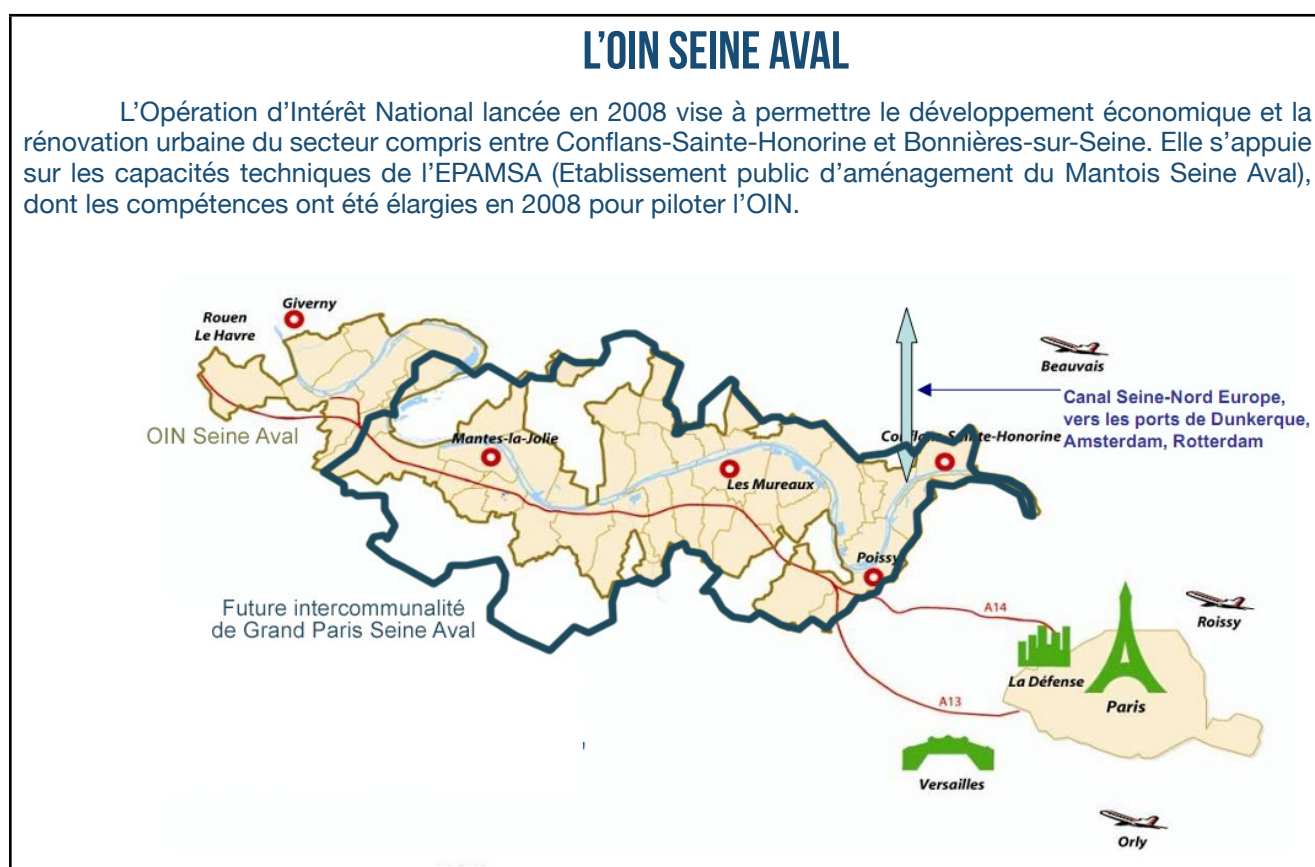 L'OIN SEINE AVAL
L'Opération d'Intérêt National lancée en 2008 vise à permettre le développement économique et la
rénovation urbaine du secteur compris entre Conflans-Sainte-Honorine et Bonnières-sur-Seine. Elle s'appuie
sur les capacités techniques de l'EPAMSA (Etablissement public d'aménagement du Mantois Seine Aval),
dont les compétences ont été élargies en 2008 pour piloter l'OIN.
Giverny
Rouen
Le Havre
Beauvais
Canal Seine-Nord Europe,
vers les ports de Dunkerque,
Amsterdam, Rotterdam
OIN Seine Aval
Mantes-la-Jolie
Conflans-Sainte-Honorine
Les Mureaux
Poissy
Future intercommunalité
de Grand Paris Seine Aval
A14
Roissy
La Défense
A13
Paris
Versailles
Orly